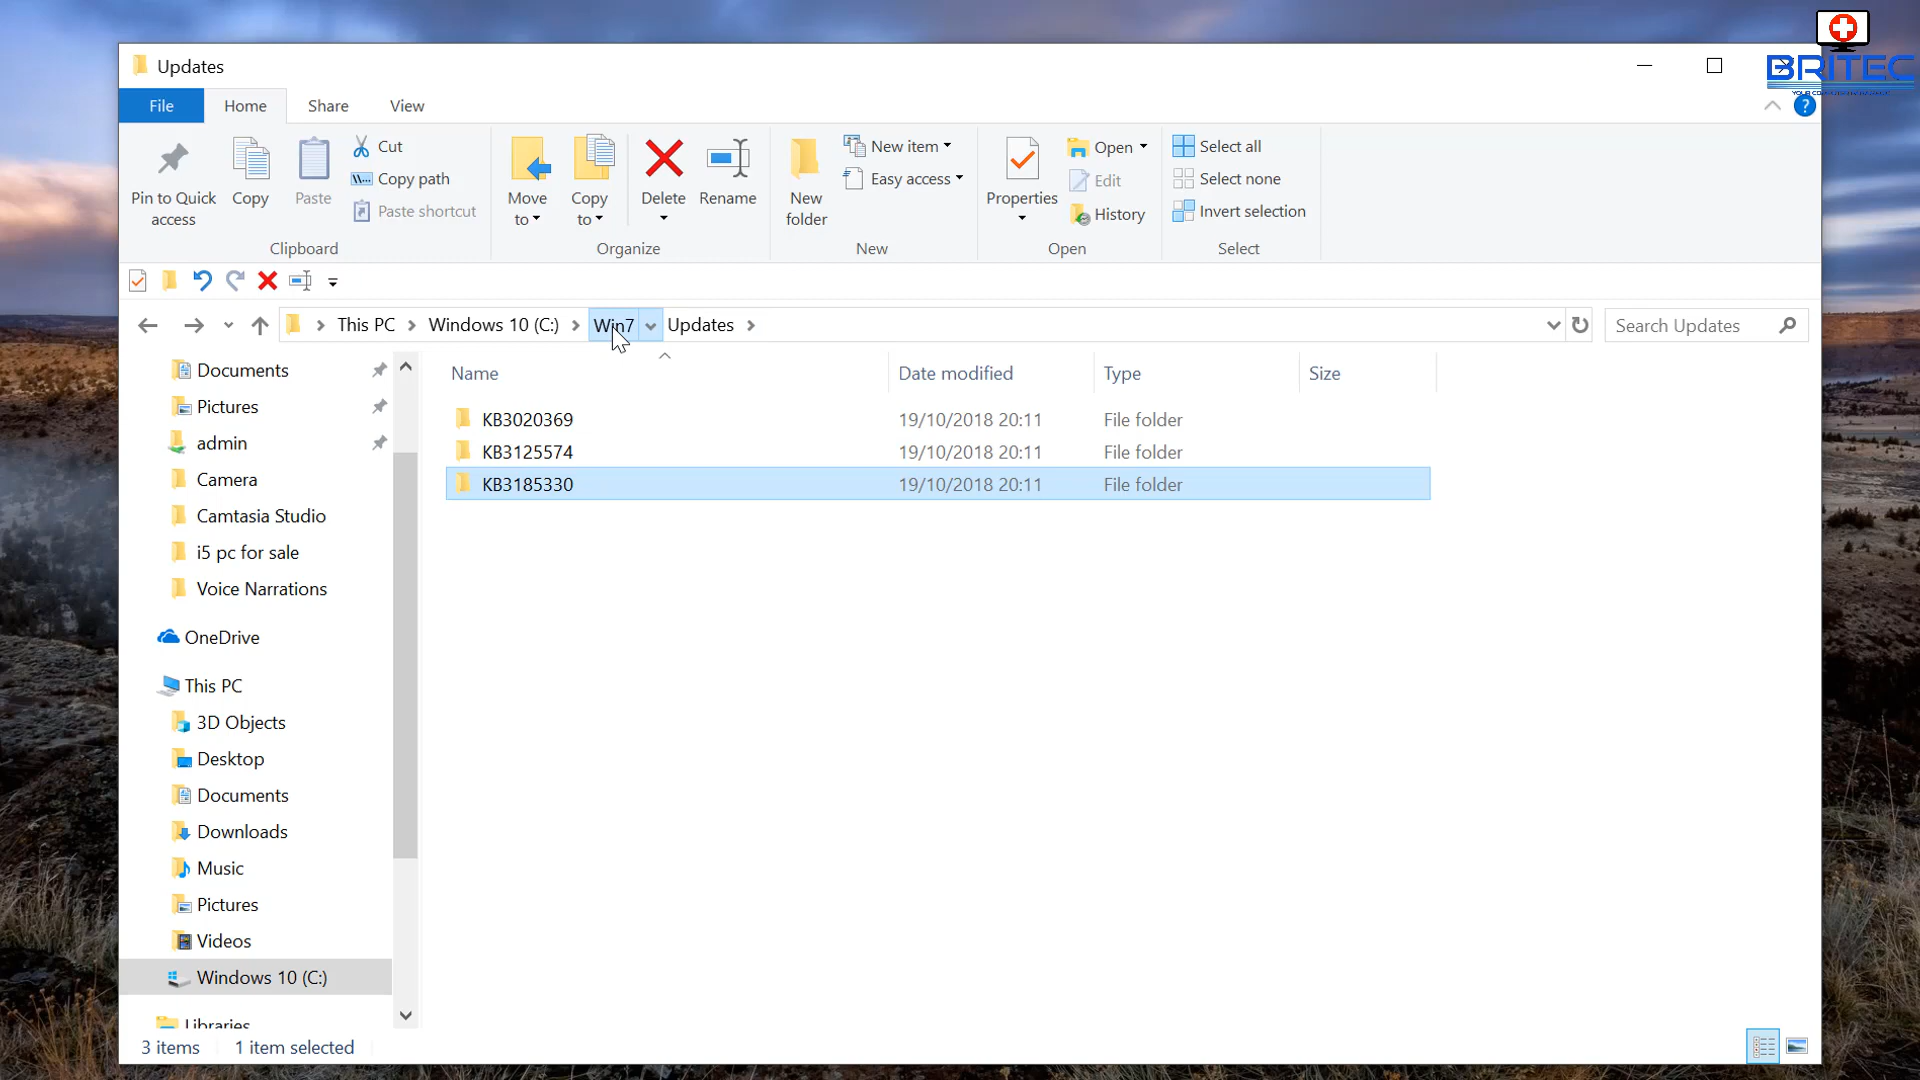 Updates
BRITEC
File Home Share View
?
Pin to Quick access
Copy
Paste
Cut
Copy path
Paste shortcut
Clipboard
Move to
Copy to
Delete
Rename
Organize
New folder
New item
Easy access
New
Properties
Open
Edit
History
Open
Select all
Select none
Invert selection
Select
This PC Windows 10 (C:) Win7 Updates
Search Updates
Name Date modified Type Size
KB3020369 19/10/2018 20:11 File folder
KB3125574 19/10/2018 20:11 File folder
KB3185330 19/10/2018 20:11 File folder
Documents
Pictures
admin
Camera
Camtasia Studio
i5 pc for sale
Voice Narrations
OneDrive
This PC
3D Objects
Desktop
Documents
Downloads
Music
Pictures
Videos
Windows 10 (C:)
Libraries
3 items 1 item selected